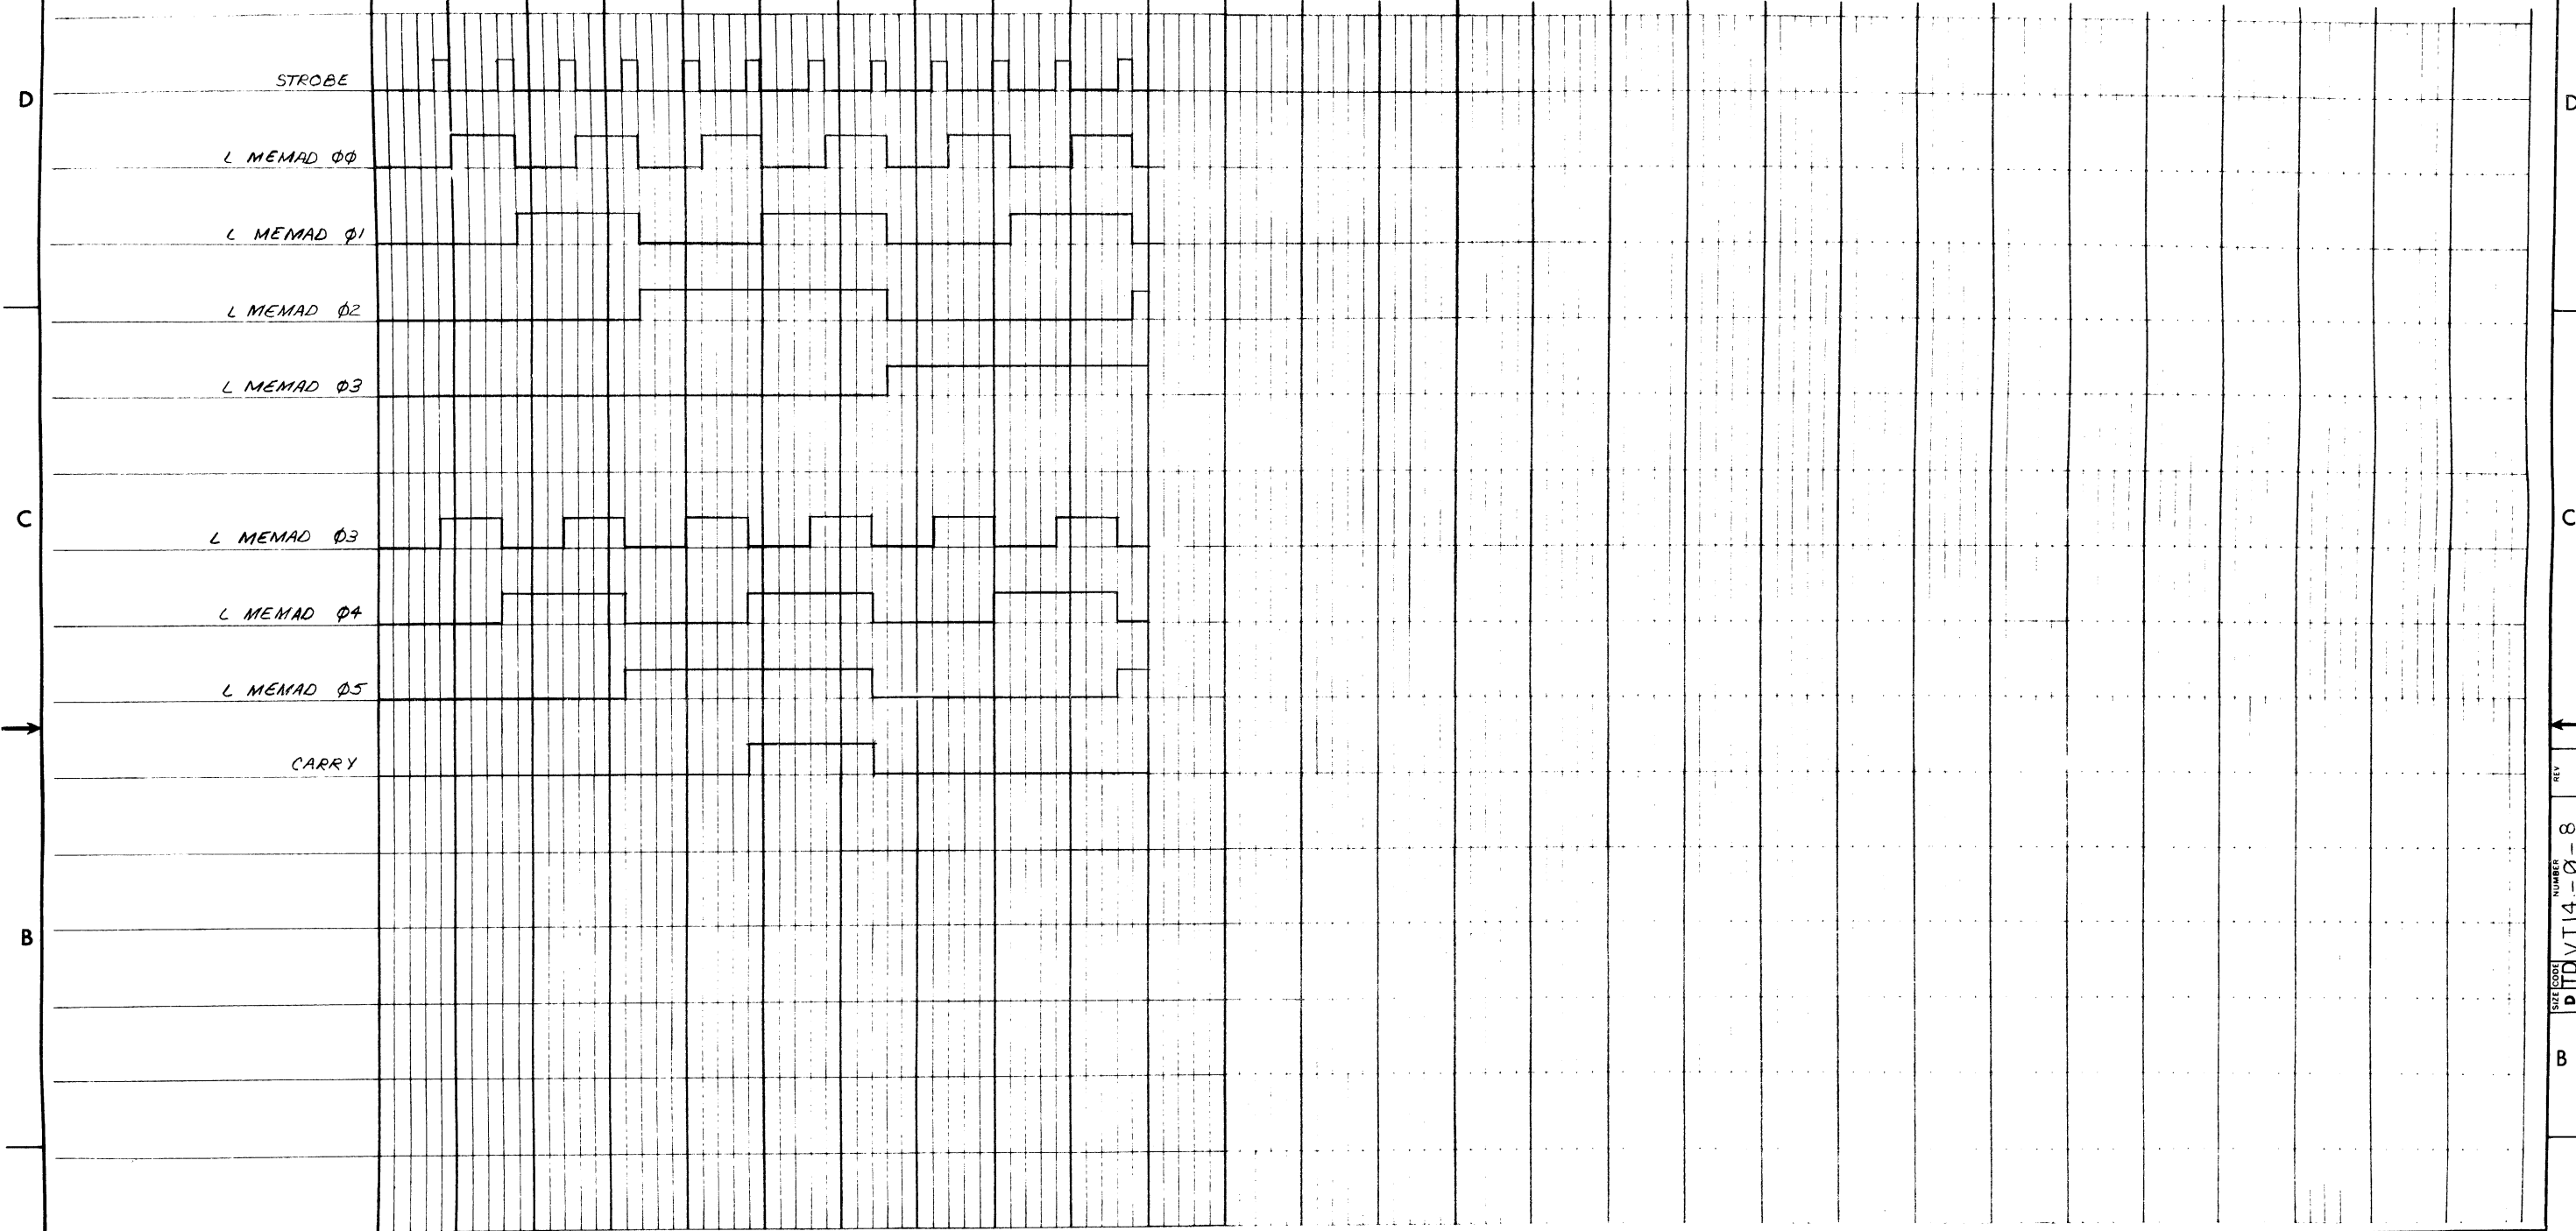 D
D
STROBE
L MEMAD ØØ
L MEMAD Ø1
L MEMAD Ø2
L MEMAD Ø3
C
C
L MEMAD Ø3
L MEMAD Ø4
L MEMAD Ø5
CARRY
B
B
SIZE CODE NUMBER REV
D TD VT14-Ø-8